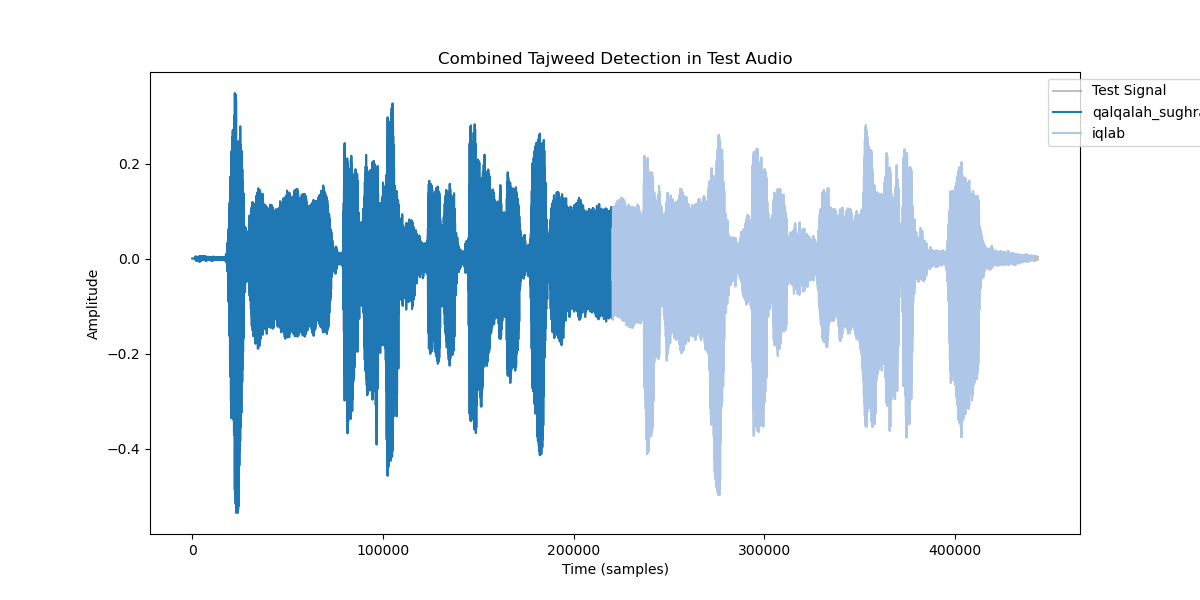 Combined Tajweed Detection in Test Audio
Test Signal
qalqalah_sughra
iqlab
0.2
0.0
−0.2
−0.4
Amplitude
0 100000 200000 300000 400000
Time (samples)